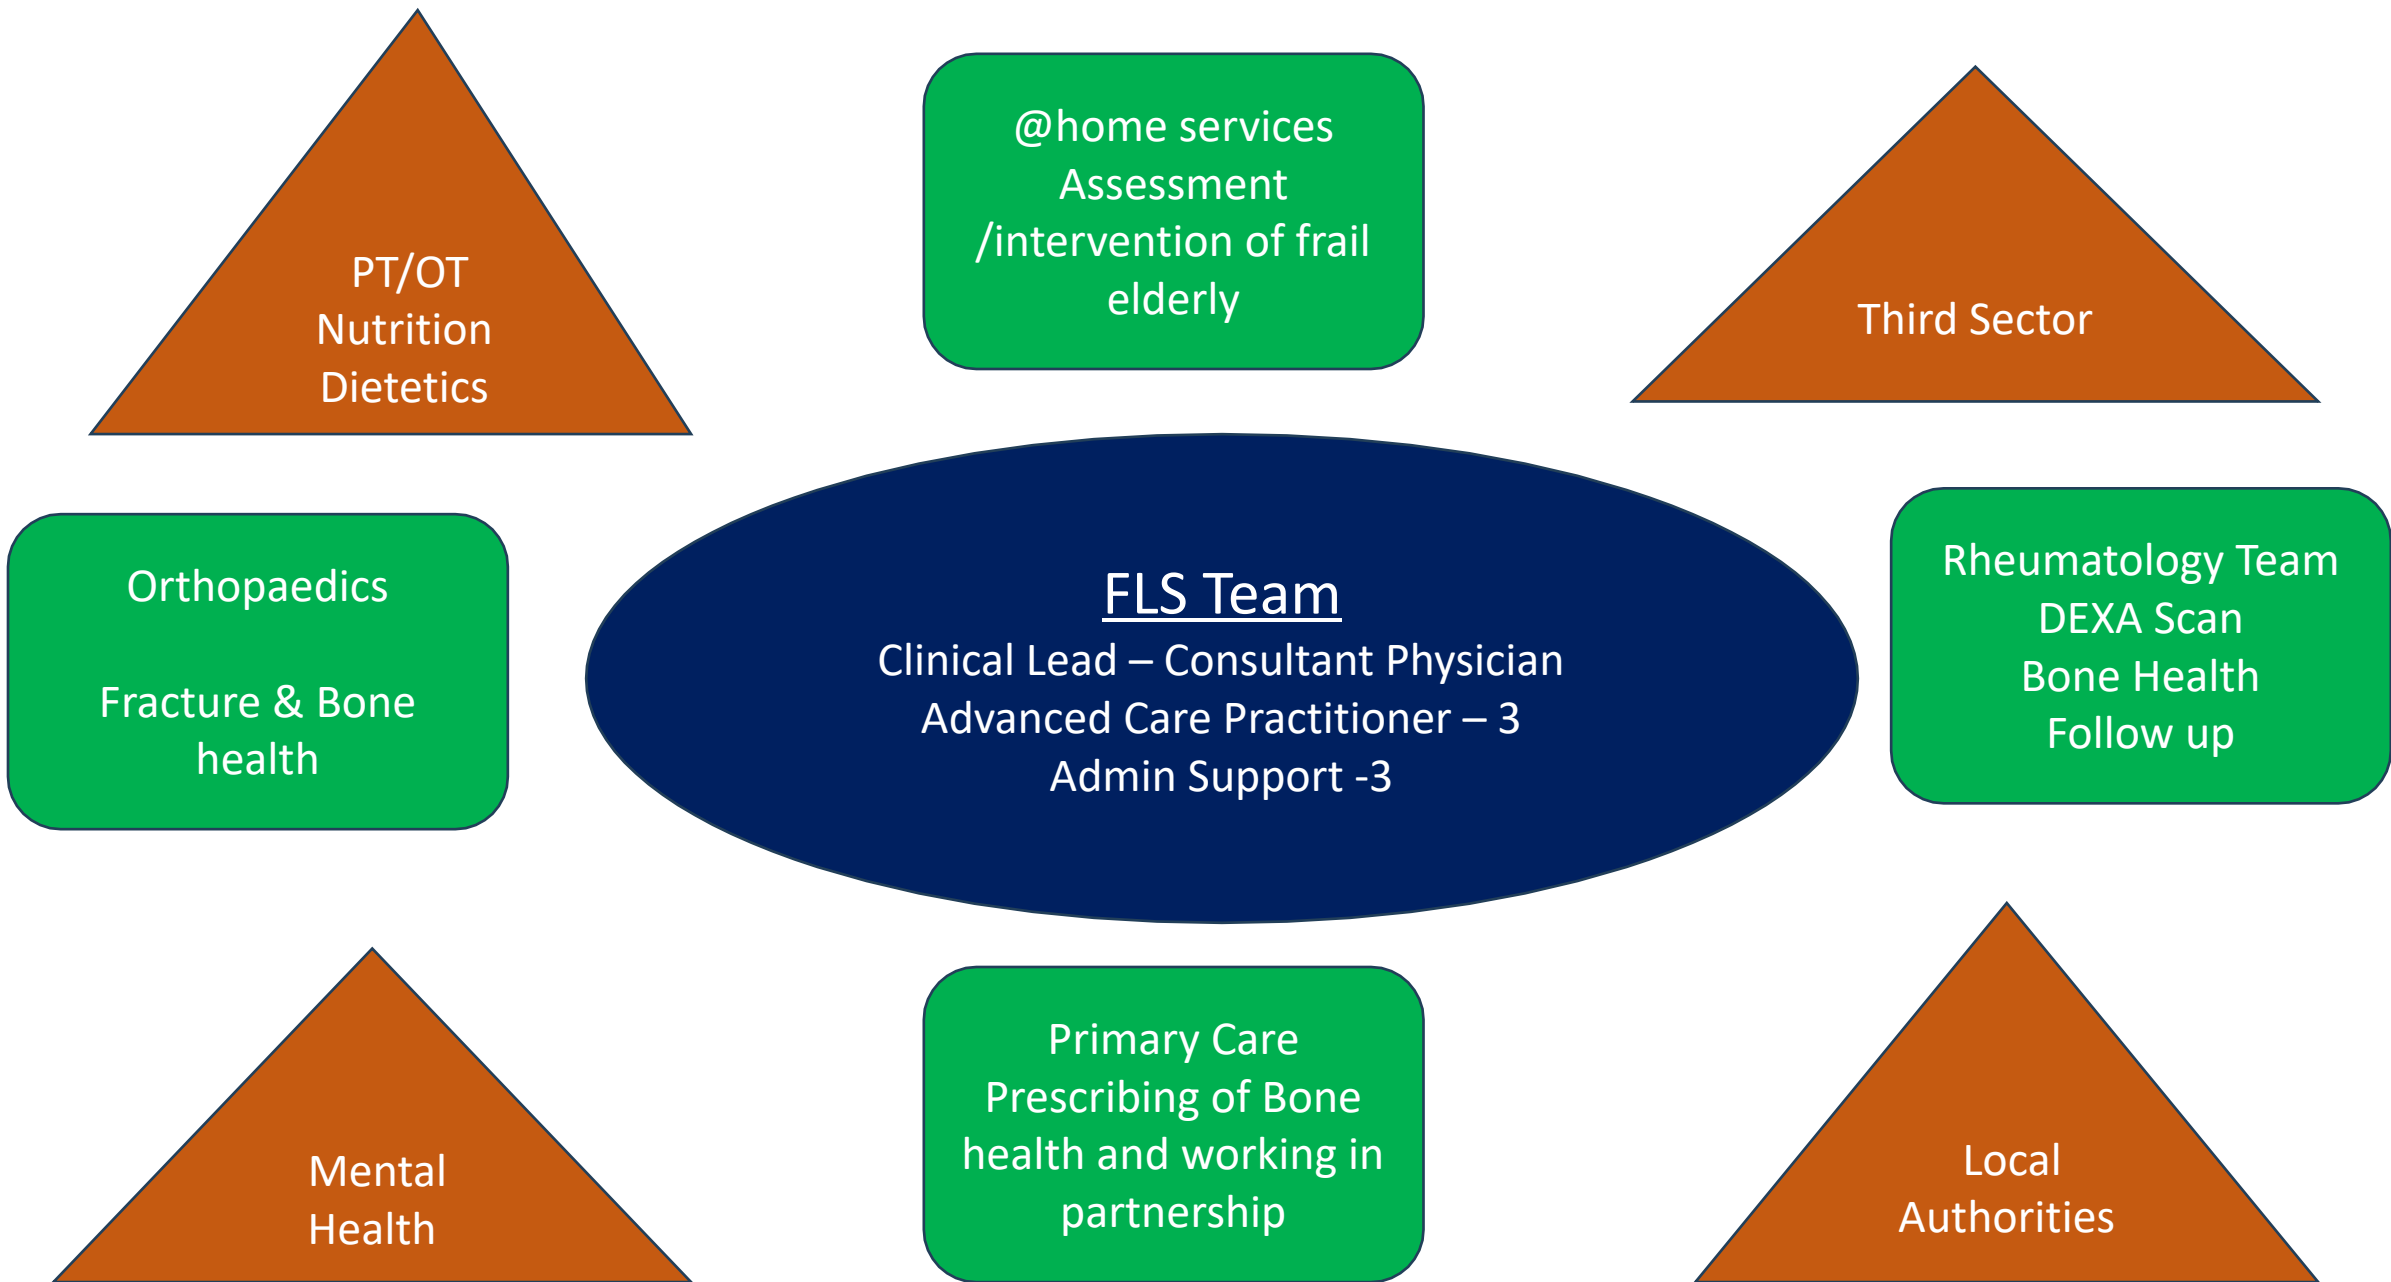 PT/OT
Nutrition
Dietetics
@home services
Assessment
/intervention of frail
elderly
Third Sector
Orthopaedics
Fracture & Bone
health
FLS Team
Clinical Lead – Consultant Physician
Advanced Care Practitioner – 3
Admin Support -3
Rheumatology Team
DEXA Scan
Bone Health
Follow up
Mental
Health
Primary Care
Prescribing of Bone
health and working in
partnership
Local
Authorities